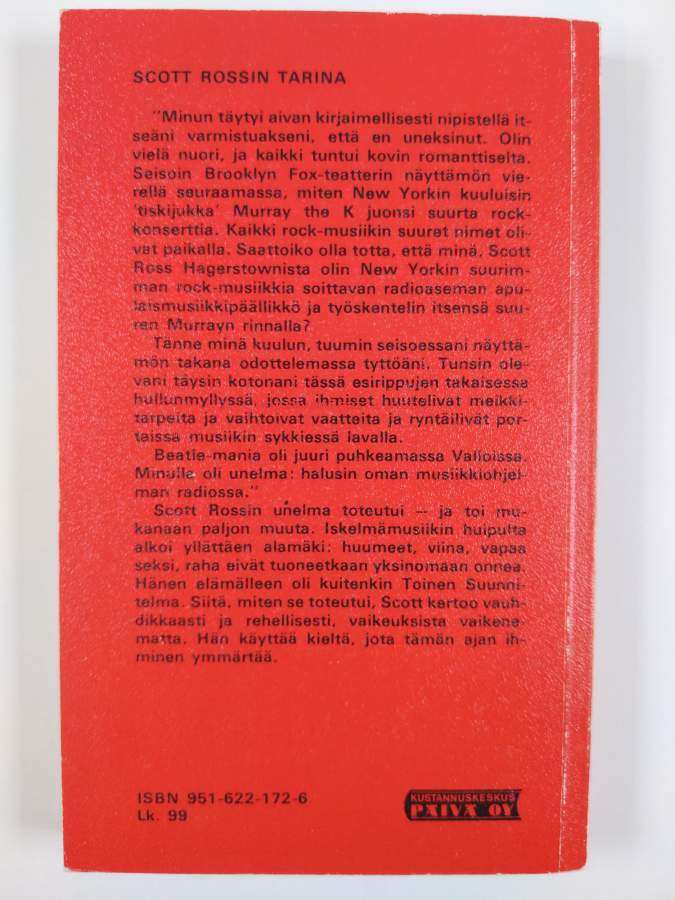 SCOTT ROSSIN TARINA
"Minun täytyi aivan kirjaimellisesti nipistellä it-
seäni varmistuakseni, että en uneksinut. Olin
vielä nuori, ja kaikki tuntui kovin romanttiselta.
Seisoin Brooklyn Fox-teatterin näyttämön vie-
rellä seuraamassa, miten New Yorkin kuuluisin
'tiskijukka' Murray the K juonsi suurta rock-
konserttia. Kaikki rock-musiikin suuret nimet oli-
vat paikalla. Saattoiko olla totta, että minä, Scott
Ross Hagerstownista olin New Yorkin suurim-
man rock-musiikkia soittavan radioaseman apu-
laismusiikkipäällikkö ja työskentelin itsensä suu-
ren Murrayn rinnalla?
Tänne minä kuulun, tuumin seisoessani näyttä-
mön takana odottelemassa tyttöäni. Tunsin ole-
vani täysin kotonani tässä esirippujen takaisessa
hullunmyllyssä, jossa ihmiset huutelivat meikki-
tarpeita ja vaihtoivat vaatteita ja ryntäilivät por-
taissa musiikin sykkiessä lavalla.
Beatle-mania oli juuri puhkeamassa Valloissa.
Minulla oli unelma: halusin oman musiikkiohjel-
man radiossa."
Scott Rossin unelma toteutui – ja toi mu-
kanaan paljon muuta. Iskelmämusiikin huipulta
alkoi yllättäen alamäki: huumeet, viina, vapaa
seksi, raha eivät tuoneetkaan yksinomaan onnea.
Hänen elämälleen oli kuitenkin Toinen Suunni-
telma. Siitä, miten se toteutui, Scott kertoo vauh-
dikkaasti ja rehellisesti, vaikeuksista vaikene-
matta. Hän käyttää kieltä, jota tämän ajan ih-
minen ymmärtää.
ISBN 951-622-172-6
Lk. 99
KUSTANNUSKESKUS
PÄIVÄ OY